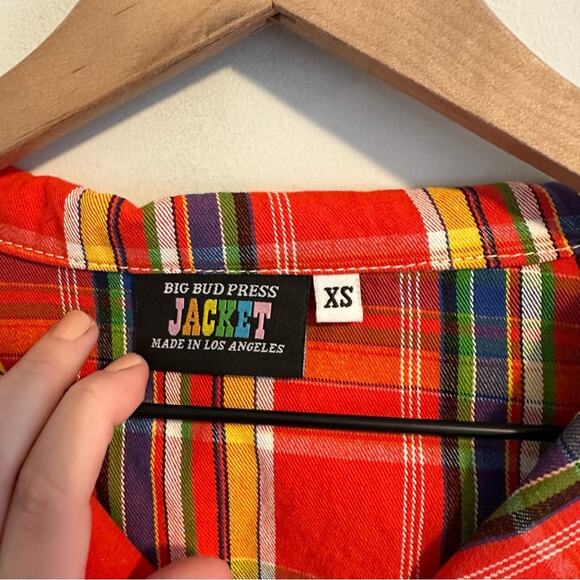 BIG BUD PRESS
JACKET
MADE IN LOS ANGELES
XS